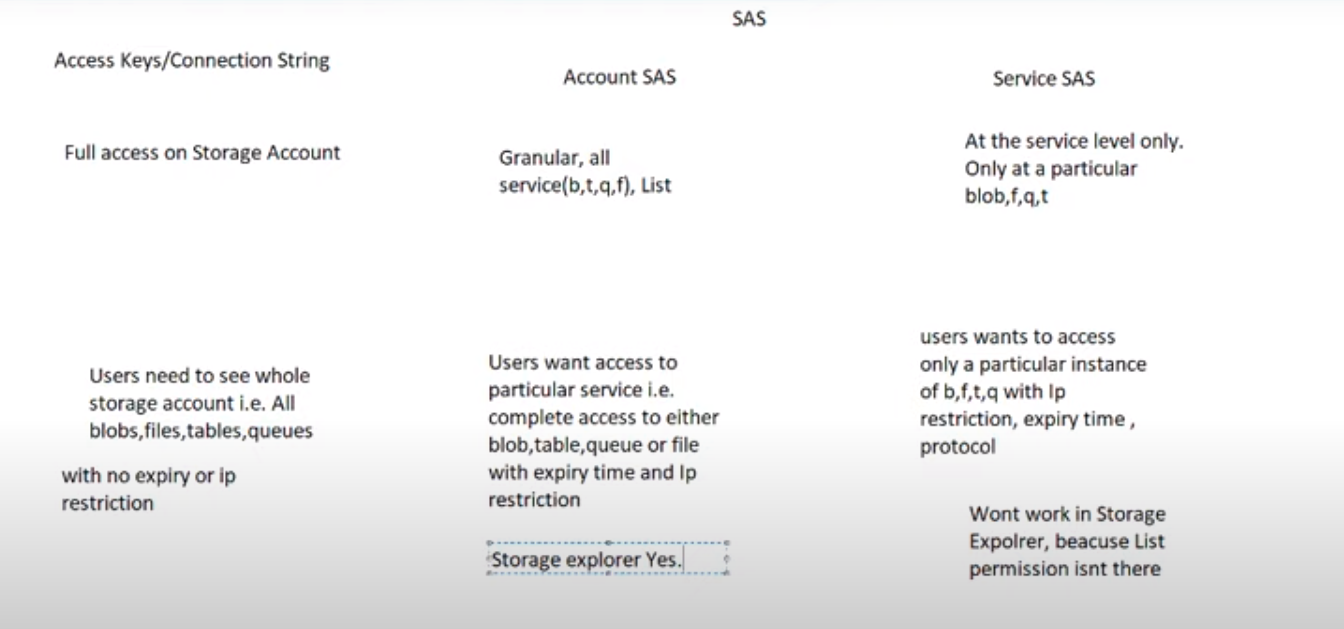 SAS
Access Keys/Connection String
Account SAS
Service SAS
Full access on Storage Account
Granular, all
service(b,t,q,f), List
At the service level only.
Only at a particular
blob,f,q,t
Users need to see whole
storage account i.e. All
blobs,files,tables,queues
with no expiry or ip
restriction
Users want access to
particular service i.e.
complete access to either
blob,table,queue or file
with expiry time and Ip
restriction
Storage explorer Yes.
users wants to access
only a particular instance
of b,f,t,q with Ip
restriction, expiry time ,
protocol
Wont work in Storage
Expolrer, beacuse List
permission isnt there